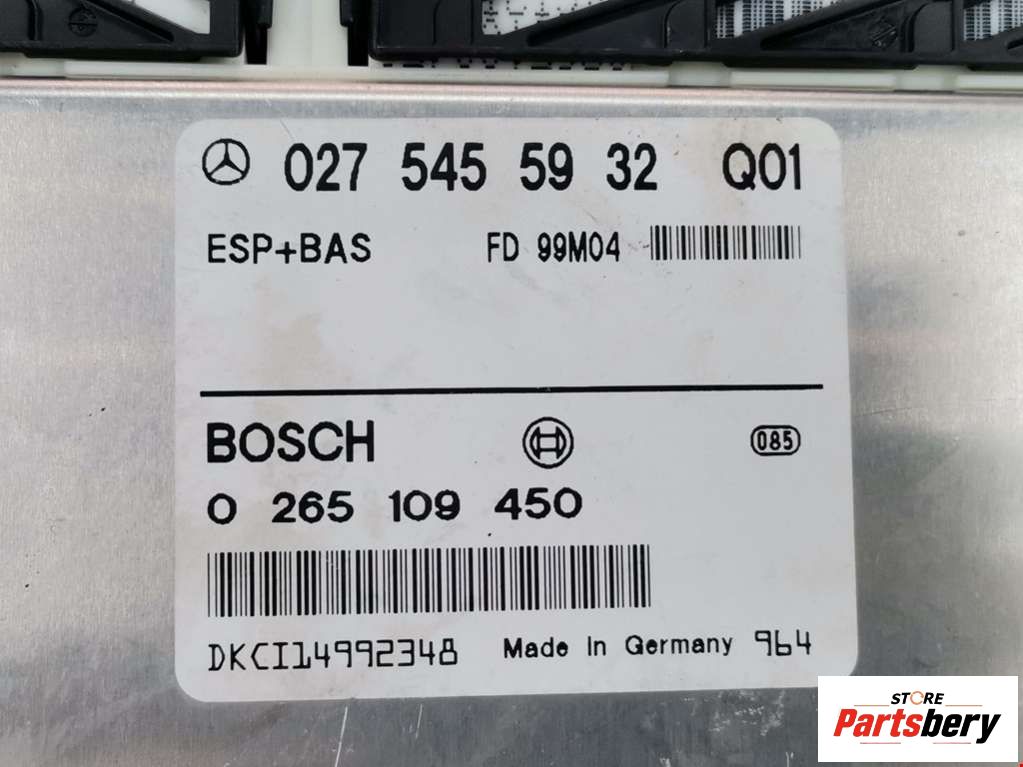 027 545 59 32 Q01
ESP+BAS FD 99M04
BOSCH 085
0 265 109 450
DKCI14992348 Made In Germany 964
STORE
Partsbery